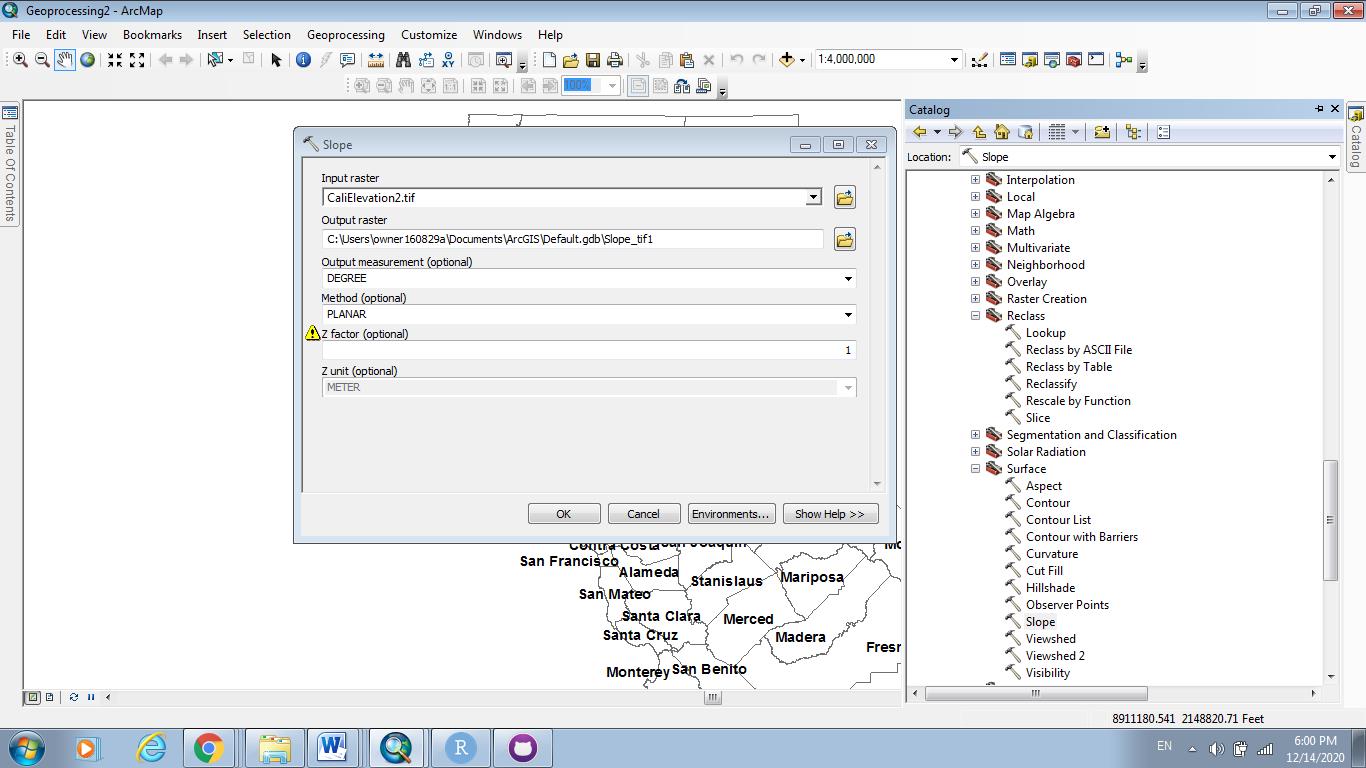 Geoprocessing2 - ArcMap
File Edit View Bookmarks Insert Selection Geoprocessing Customize Windows Help
1:4,000,000
100%
Table Of Contents
Slope
Input raster
CaliElevation2.tif
Output raster
C:\Users\owner160829a\Documents\ArcGIS\Default.gdb\Slope_tif1
Output measurement (optional)
DEGREE
Method (optional)
PLANAR
Z factor (optional)
1
Z unit (optional)
METER
OK Cancel Environments... Show Help >>
Contra Costa San Joaquin
San Francisco
Alameda
Stanislaus
Mariposa
San Mateo
Santa Clara
Merced
Santa Cruz
Madera
Fresn
Monterey
San Benito
Catalog
Location: Slope
Interpolation
Local
Map Algebra
Math
Multivariate
Neighborhood
Overlay
Raster Creation
Reclass
Lookup
Reclass by ASCII File
Reclass by Table
Reclassify
Rescale by Function
Slice
Segmentation and Classification
Solar Radiation
Surface
Aspect
Contour
Contour List
Contour with Barriers
Curvature
Cut Fill
Hillshade
Observer Points
Slope
Viewshed
Viewshed 2
Visibility
Catalog
8911180.541 2148820.71 Feet
EN
6:00 PM
12/14/2020